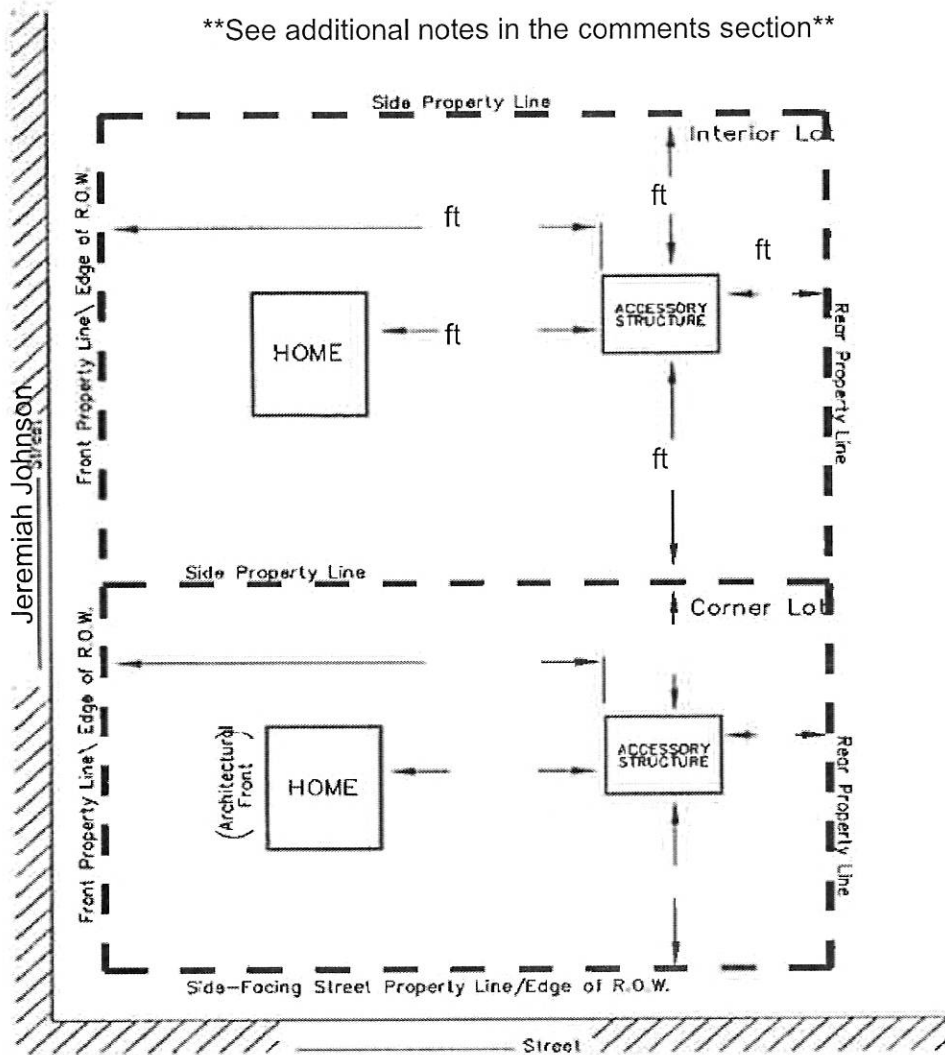 **See additional notes in the comments section**
Side Property Line
Interior Lot
ft
ft
ft
Front Property Line\ Edge of R.O.W.
HOME
ft
ACCESSORY
STRUCTURE
Rear Property Line
Jeremiah Johnson
Street
ft
Side Property Line
Corner Lot
Front Property Line\ Edge of R.O.W.
(Architectural
Front)
HOME
ACCESSORY
STRUCTURE
Rear Property Line
Side-Facing Street Property Line/Edge of R.O.W.
Street